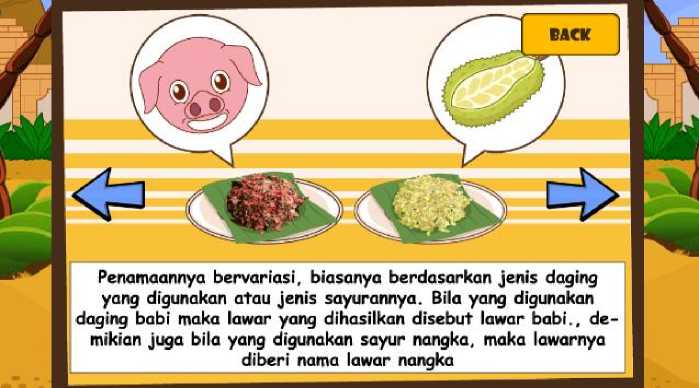 BACK
Penamaannya bervariasi, biasanya berdasarkan jenis daging
yang digunakan atau jenis sayurannya. Bila yang digunakan
daging babi maka lawar yang dihasilkan disebut lawar babi., de-
mikian juga bila yang digunakan sayur nangka, maka lawarnya
diberi nama lawar nangka